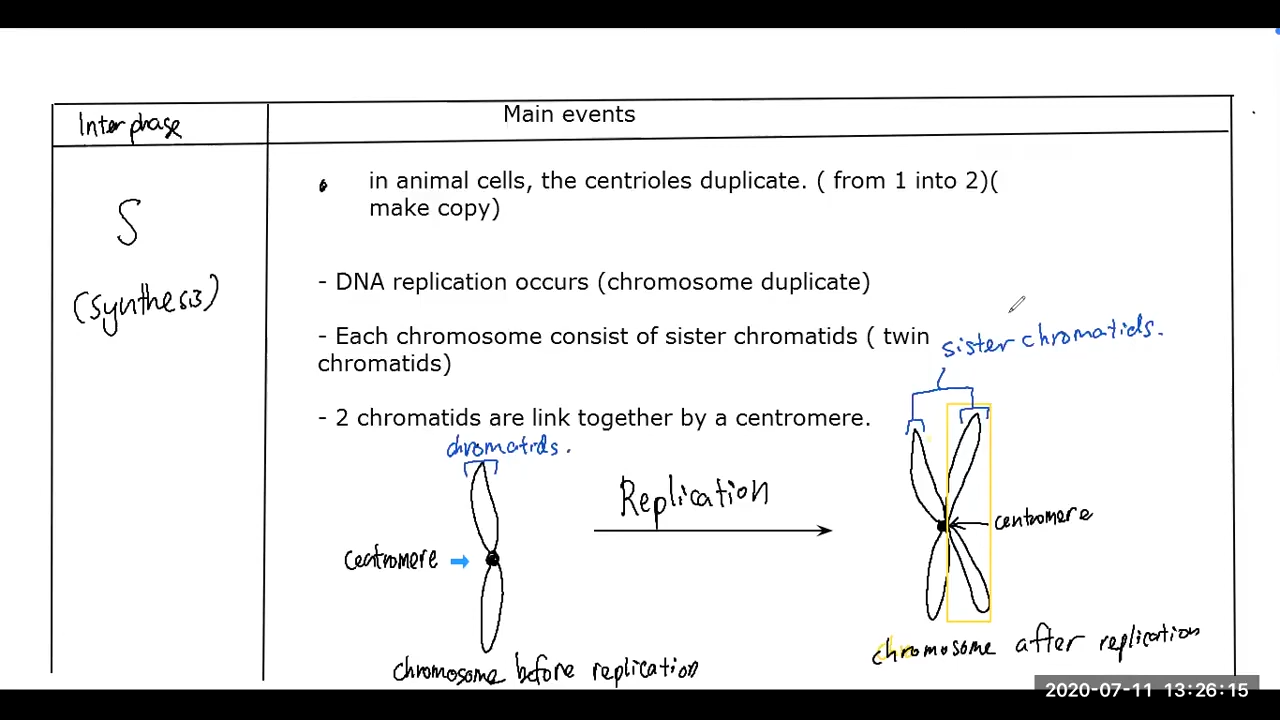 Interphase
Main events
S
(synthesis)
in animal cells, the centrioles duplicate. ( from 1 into 2)(
make copy)
- DNA replication occurs (chromosome duplicate)
- Each chromosome consist of sister chromatids ( twin
chromatids)
- 2 chromatids are link together by a centromere.
sister chromatids.
chromatids.
Replication
centromere
centromere
chromosome before replication
chromosome after replication
2020-07-11 13:26:15